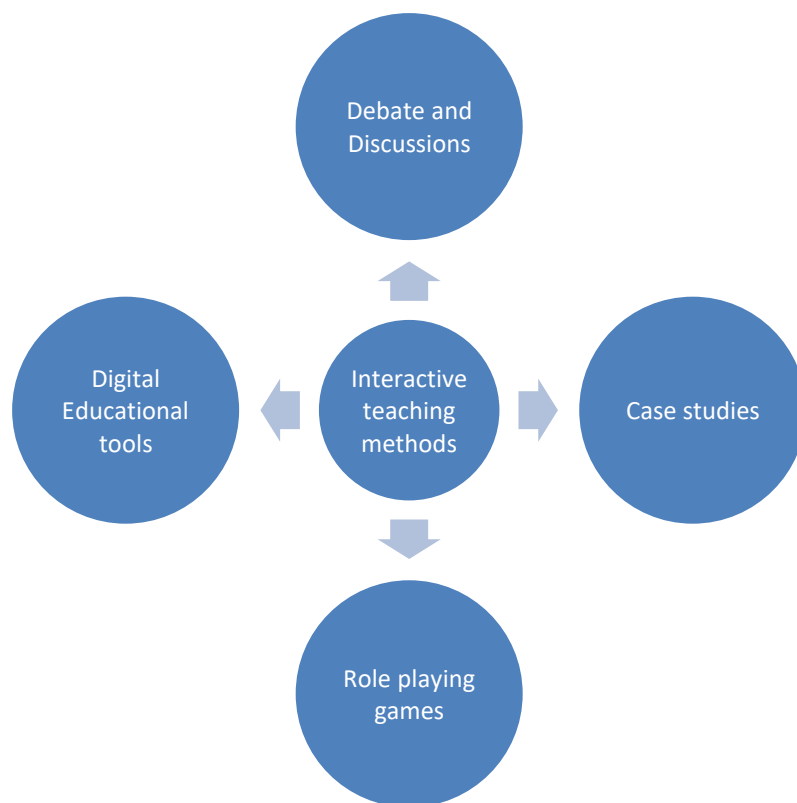 Debate and
Discussions
Digital
Educational
tools
Interactive
teaching
methods
Case studies
Role playing
games